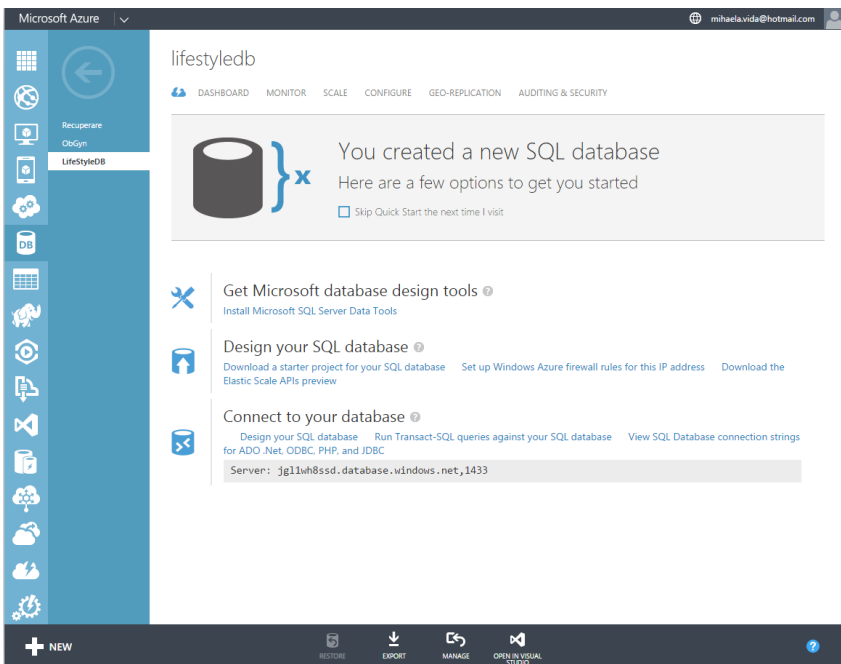 Microsoft Azure
mihaela.vida@hotmail.com
Recuperare
ObGyn
LifeStyleDB
lifestyledb
DASHBOARD MONITOR SCALE CONFIGURE GEO-REPLICATION AUDITING & SECURITY
} x
You created a new SQL database
Here are a few options to get you started
Skip Quick Start the next time I visit
DB
Get Microsoft database design tools ?
Install Microsoft SQL Server Data Tools
Design your SQL database ?
Download a starter project for your SQL database Set up Windows Azure firewall rules for this IP address Download the
Elastic Scale APIs preview
Connect to your database ?
Design your SQL database Run Transact-SQL queries against your SQL database View SQL Database connection strings
for ADO .Net, ODBC, PHP, and JDBC
Server: jgl1wh8ssd.database.windows.net,1433
NEW
RESTORE EXPORT MANAGE OPEN IN VISUAL
STUDIO
?